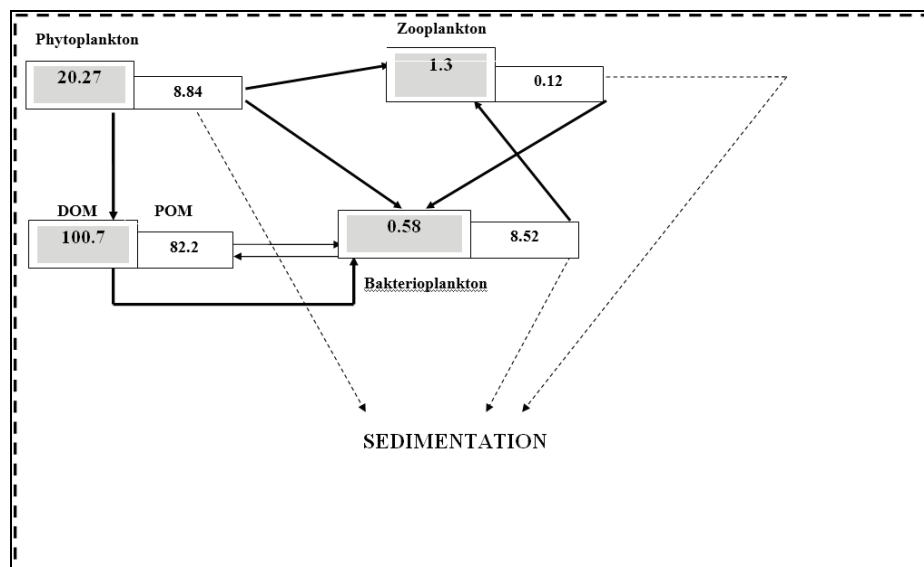 Phytoplankton
Zooplankton
20.27
8.84
1.3
0.12
DOM
POM
100.7
82.2
0.58
8.52
Bakterioplankton
SEDIMENTATION